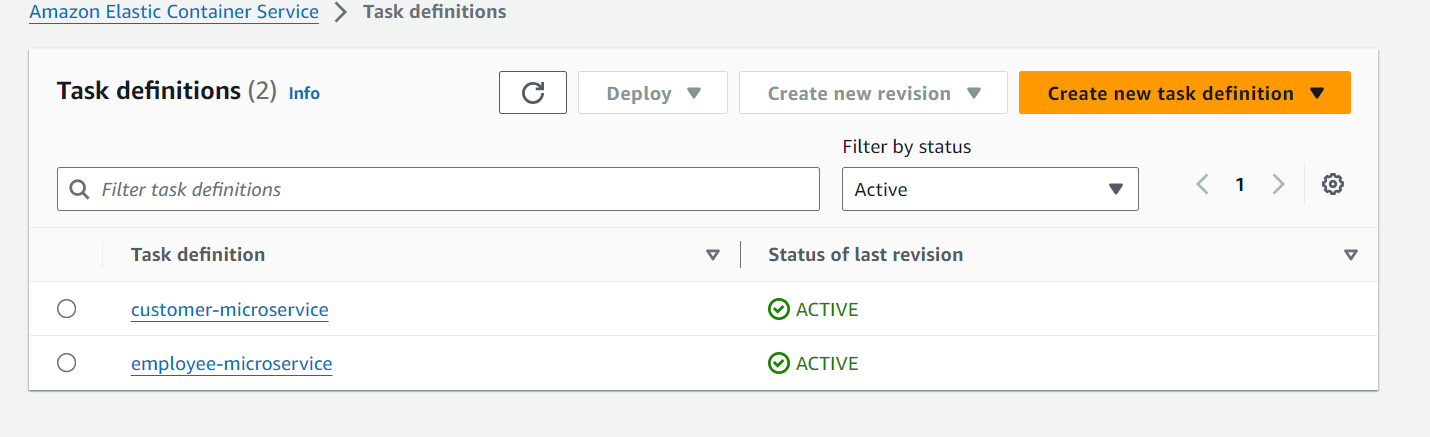 Amazon Elastic Container Service > Task definitions
Task definitions (2) Info
Deploy
Create new revision
Create new task definition
Filter by status
Filter task definitions
Active
1
Task definition
Status of last revision
customer-microservice
ACTIVE
employee-microservice
ACTIVE